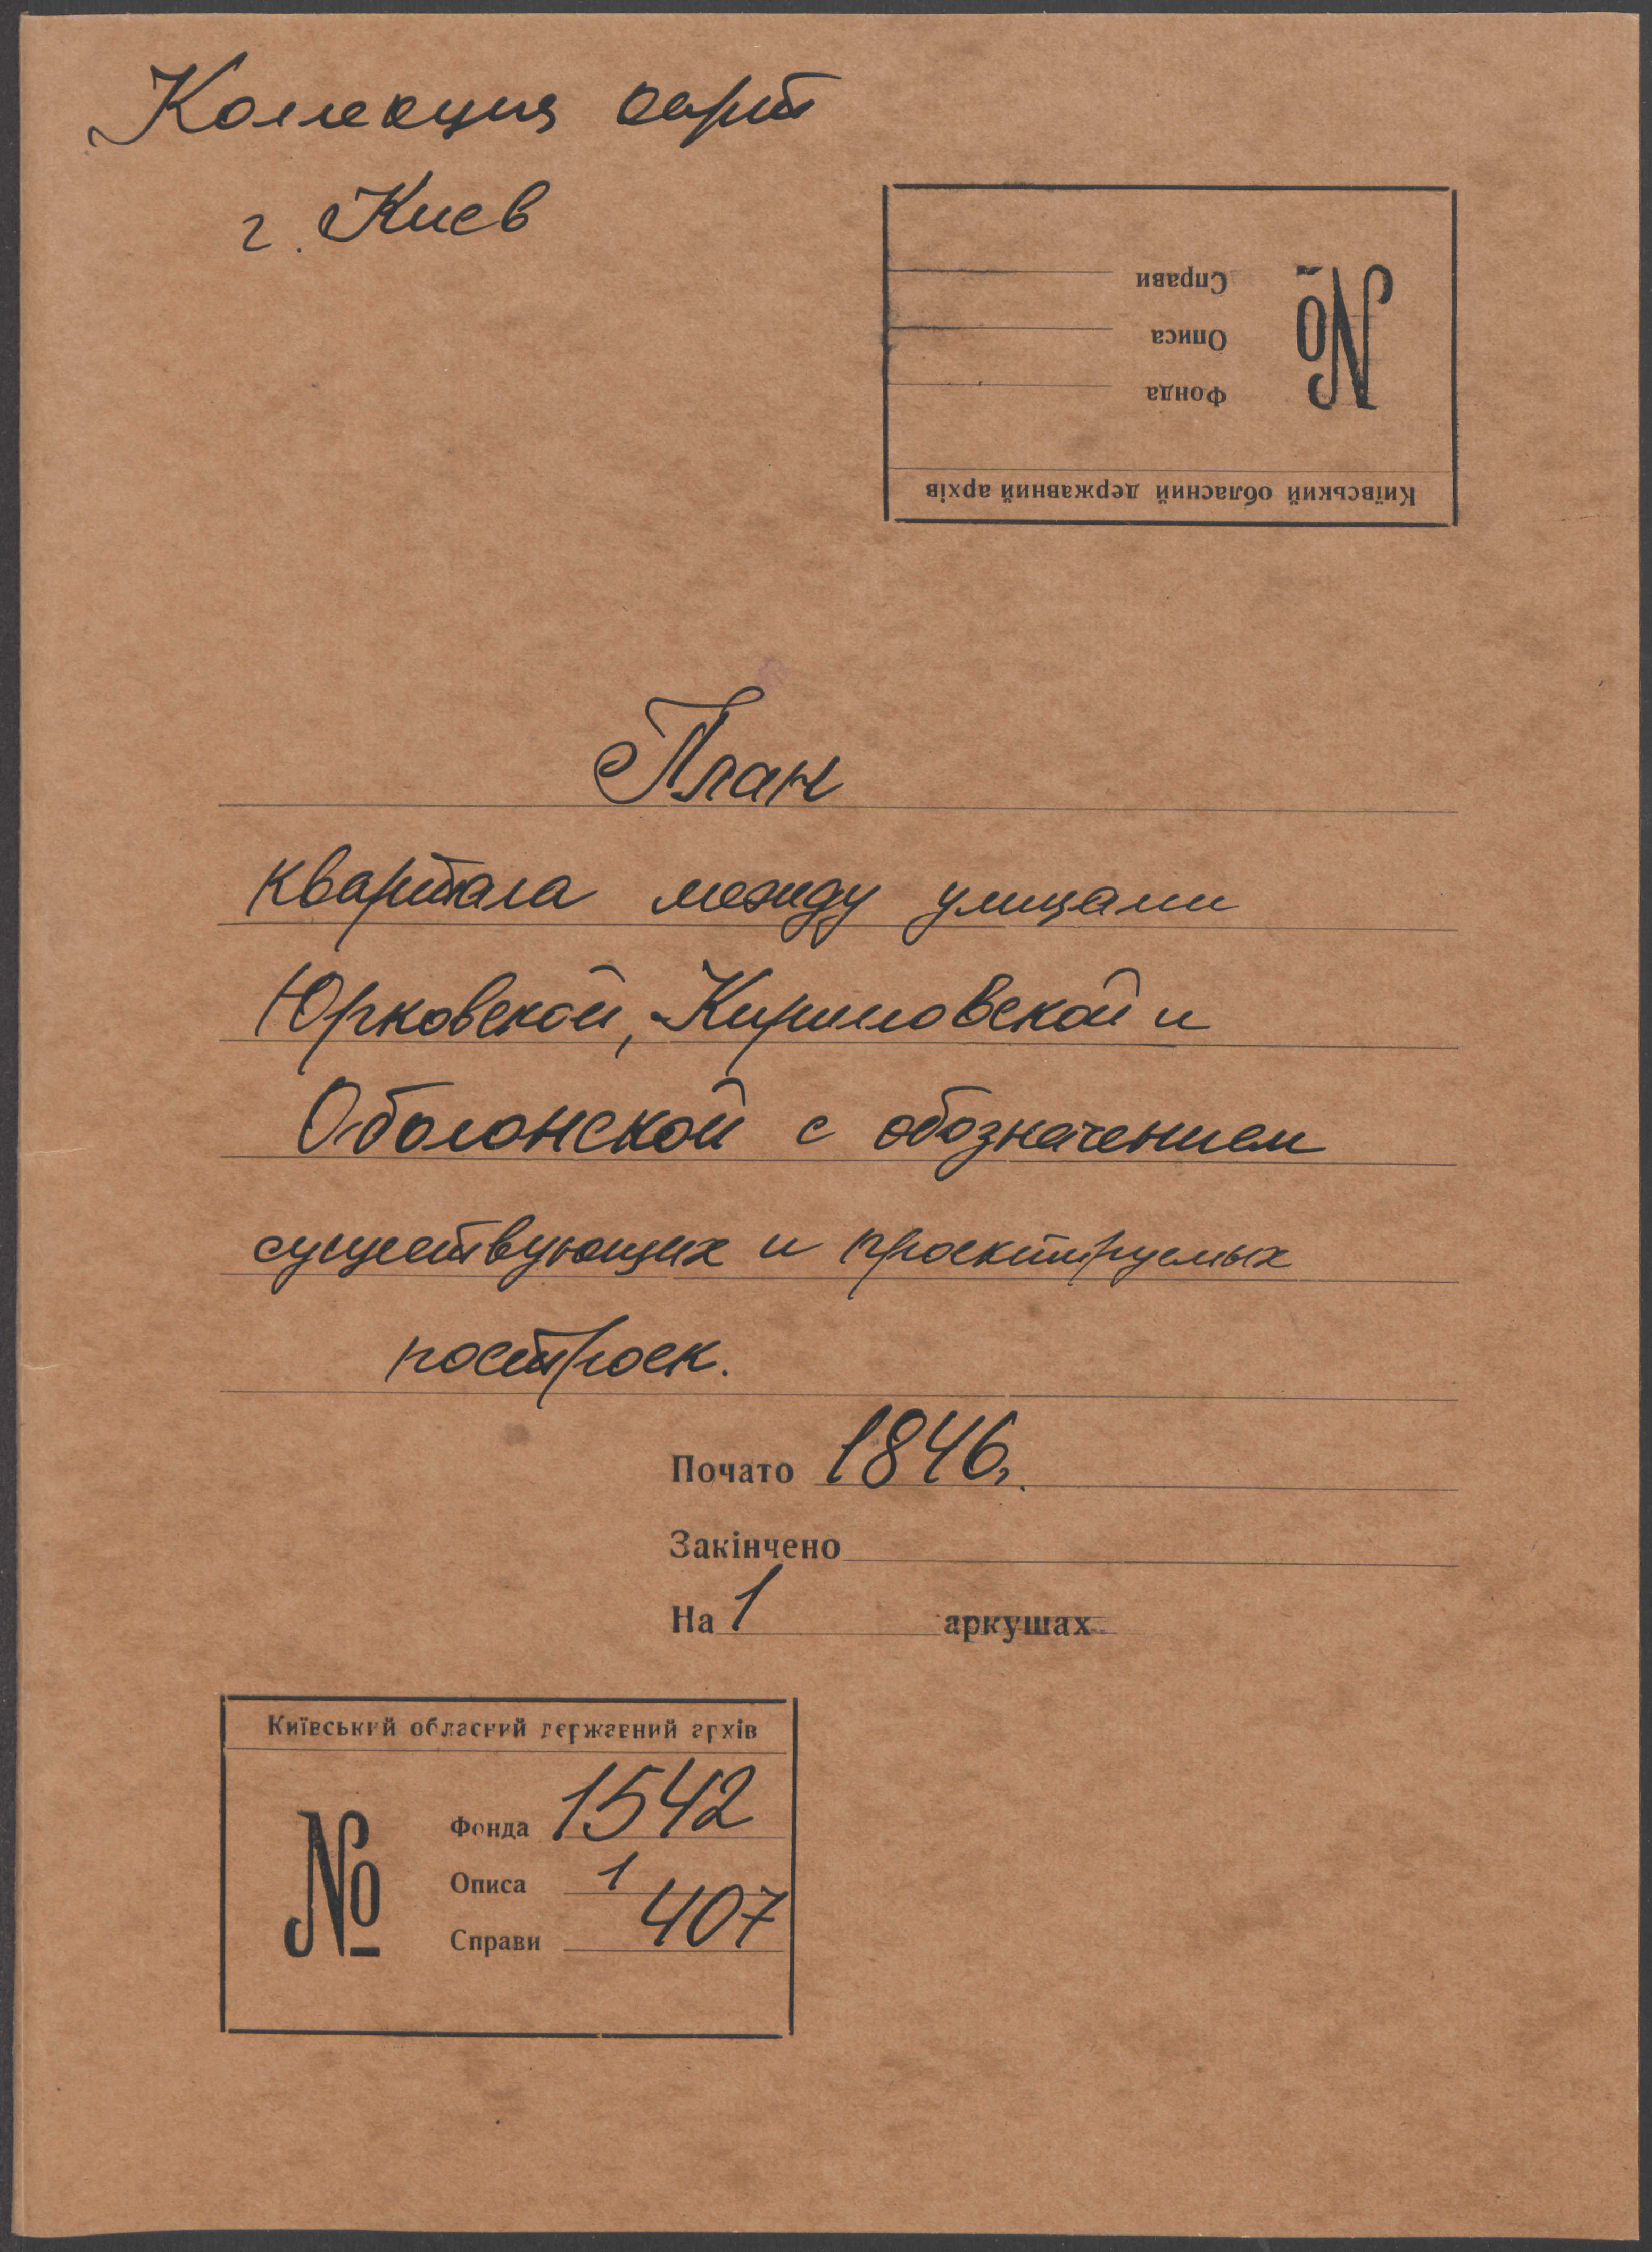 Коллекция карт
г. Киев
Справи
Описа
Фонда
№
Київський обласний державний архів
План
квартала между улицами
Юрковской, Кирилловской и
Оболонской с обозначением
существующих и проектируемых
построек.
Почато 1846г.
Закінчено
На 1 аркушах
Київський обласний державний архів
№
Фонда 1542
Описа 1
Справи 407